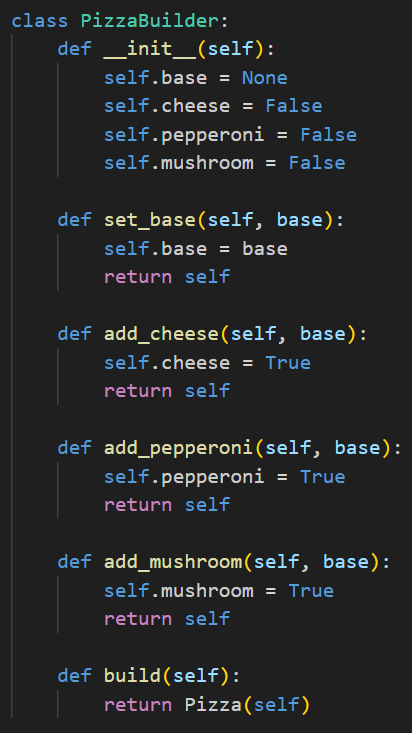 class PizzaBuilder:
    def __init__(self):
        self.base = None
        self.cheese = False
        self.pepperoni = False
        self.mushroom = False

    def set_base(self, base):
        self.base = base
        return self

    def add_cheese(self, base):
        self.cheese = True
        return self

    def add_pepperoni(self, base):
        self.pepperoni = True
        return self

    def add_mushroom(self, base):
        self.mushroom = True
        return self

    def build(self):
        return Pizza(self)